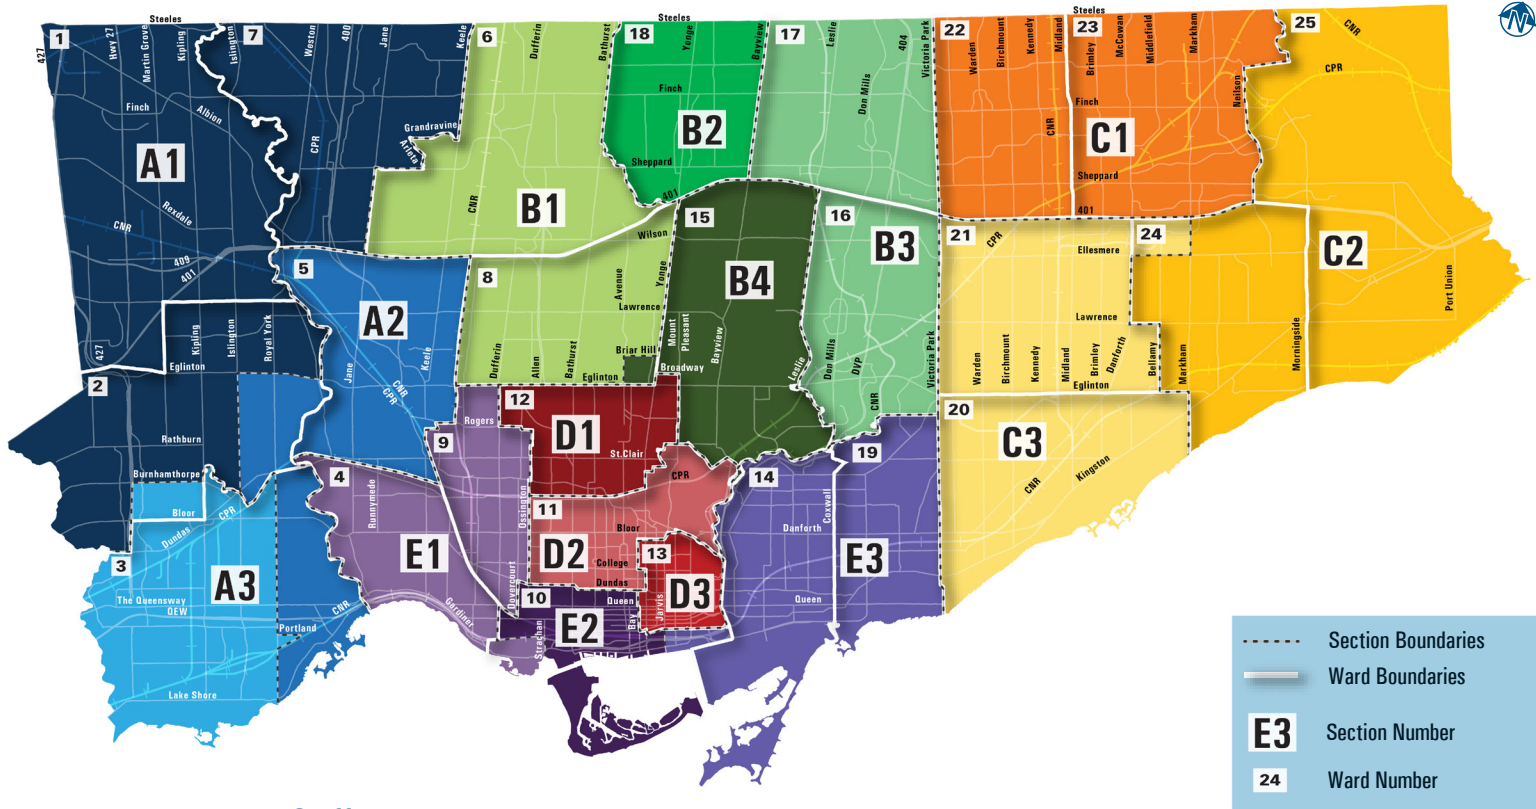 Steeles
Steeles
Steeles
1
427
Hwy 27
Martin Grove
Kipling
Islington
7
Weston
400
Jane
Keele
6
Dufferin
Bathurst
18
Yonge
Bayview
17
Leslie
404
Victoria Park
22
Warden
Birchmount
Kennedy
Midland
23
Brimley
McCowan
Middlefield
Markham
25
CNR
CPR
Neilson
Finch
Albion
CPR
Grandravine
Arleta
Finch
Don Mills
CNR
Finch
A1
B2
C1
Sheppard
Sheppard
Rexdale
CNR
409
401
CNR
B1
401
Wilson
15
16
B3
401
21
CPR
Ellesmere
24
C2
Port Union
5
A2
8
Avenue
Yonge
Lawrence
B4
Lawrence
Kipling
Islington
Royal York
427
Eglinton
Jane
Keele
CNR
CPR
Dufferin
Allen
Bathurst
Briar Hill
Eglinton
Mount
Pleasant
Bayview
Broadway
Leslie
Don Mills
DVP
CNR
Victoria Park
Warden
Birchmount
Kennedy
Midland
Brimley
Danforth
Bellamy
Markham
Morningside
Eglinton
2
Rathburn
Burnhamthorpe
9
Rogers
12
D1
St.Clair
19
20
C3
CNR
Kingston
4
Runnymede
Ossington
CPR
14
Coxwall
Bloor
CPR
Dundas
3
A3
The Queensway
QEW
CNR
Portland
Lake Shore
E1
Gardiner
Dovercourt
11
Bloor
D2
College
Dundas
13
D3
Jarvis
10
Queen
Bay
E2
Strachan
Danforth
E3
Queen
Section Boundaries
Ward Boundaries
E3
Section Number
24
Ward Number